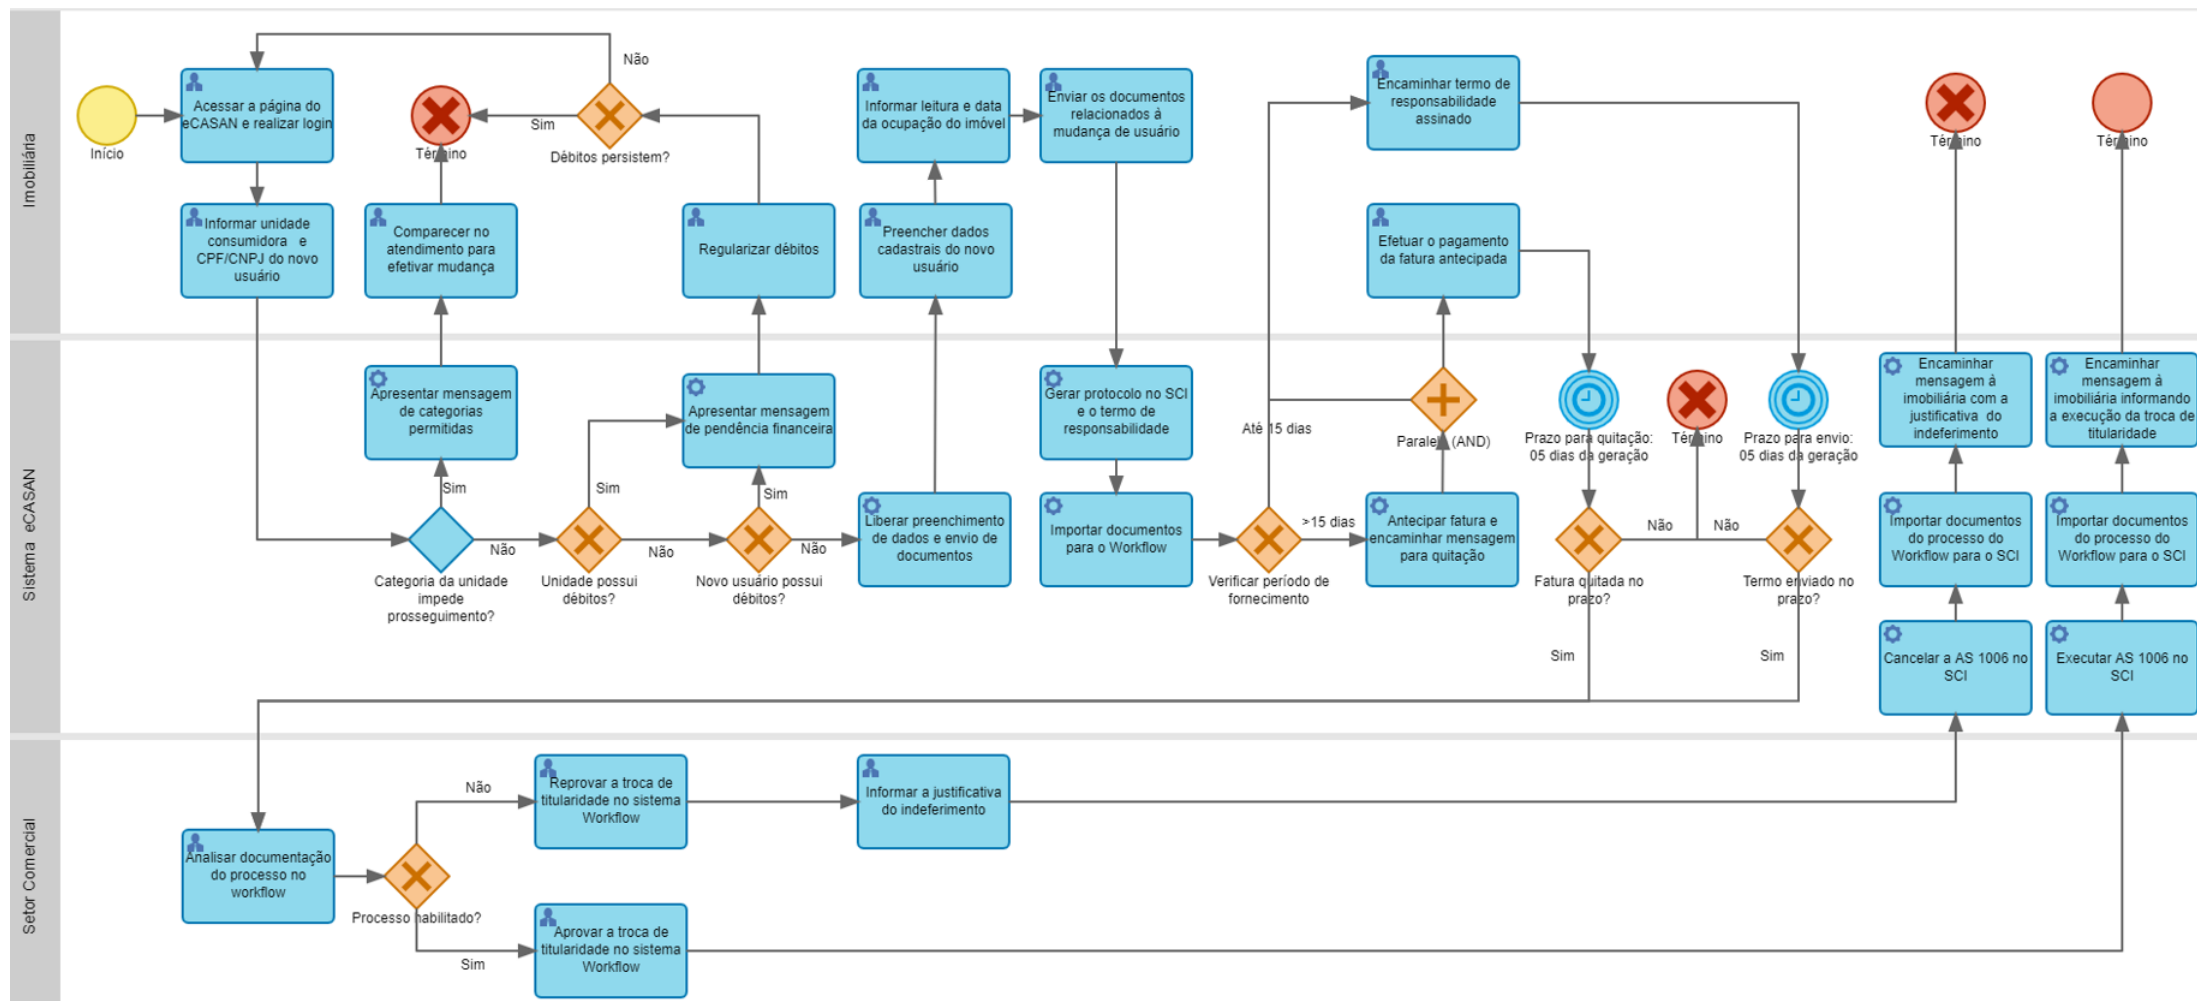 Imobiliária
Início
Acessar a página do
eCASAN e realizar login
Informar unidade
consumidora e
CPF/CNPJ do novo
usuário
Término
Comparecer no
atendimento para
efetivar mudança
Não
Sim
Débitos persistem?
Regularizar débitos
Informar leitura e data
da ocupação do imóvel
Preencher dados
cadastrais do novo
usuário
Enviar os documentos
relacionados à
mudança de usuário
Encaminhar termo de
responsabilidade
assinado
Efetuar o pagamento
da fatura antecipada
Término
Término
Sistema eCASAN
Apresentar mensagem
de categorias
permitidas
Sim
Não
Categoria da unidade
impede
prosseguimento?
Sim
Não
Unidade possui
débitos?
Apresentar mensagem
de pendência financeira
Sim
Não
Novo usuário possui
débitos?
Liberar preenchimento
de dados e envio de
documentos
Gerar protocolo no SCI
e o termo de
responsabilidade
Importar documentos
para o Workflow
Até 15 dias
>15 dias
Verificar período de
fornecimento
Paralelo (AND)
Antecipar fatura e
encaminhar mensagem
para quitação
Prazo para quitação:
05 dias da geração
Término
Prazo para envio:
05 dias da geração
Não
Não
Fatura quitada no
prazo?
Termo enviado no
prazo?
Sim
Sim
Encaminhar
mensagem à
imobiliária com a
justificativa do
indeferimento
Importar documentos
do processo do
Workflow para o SCI
Cancelar a AS 1006 no
SCI
Encaminhar
mensagem à
imobiliária informando
a execução da troca de
titularidade
Importar documentos
do processo do
Workflow para o SCI
Executar AS 1006 no
SCI
Setor Comercial
Analisar documentação
do processo no
workflow
Não
Processo habilitado?
Sim
Reprovar a troca de
titularidade no sistema
Workflow
Informar a justificativa
do indeferimento
Aprovar a troca de
titularidade no sistema
Workflow